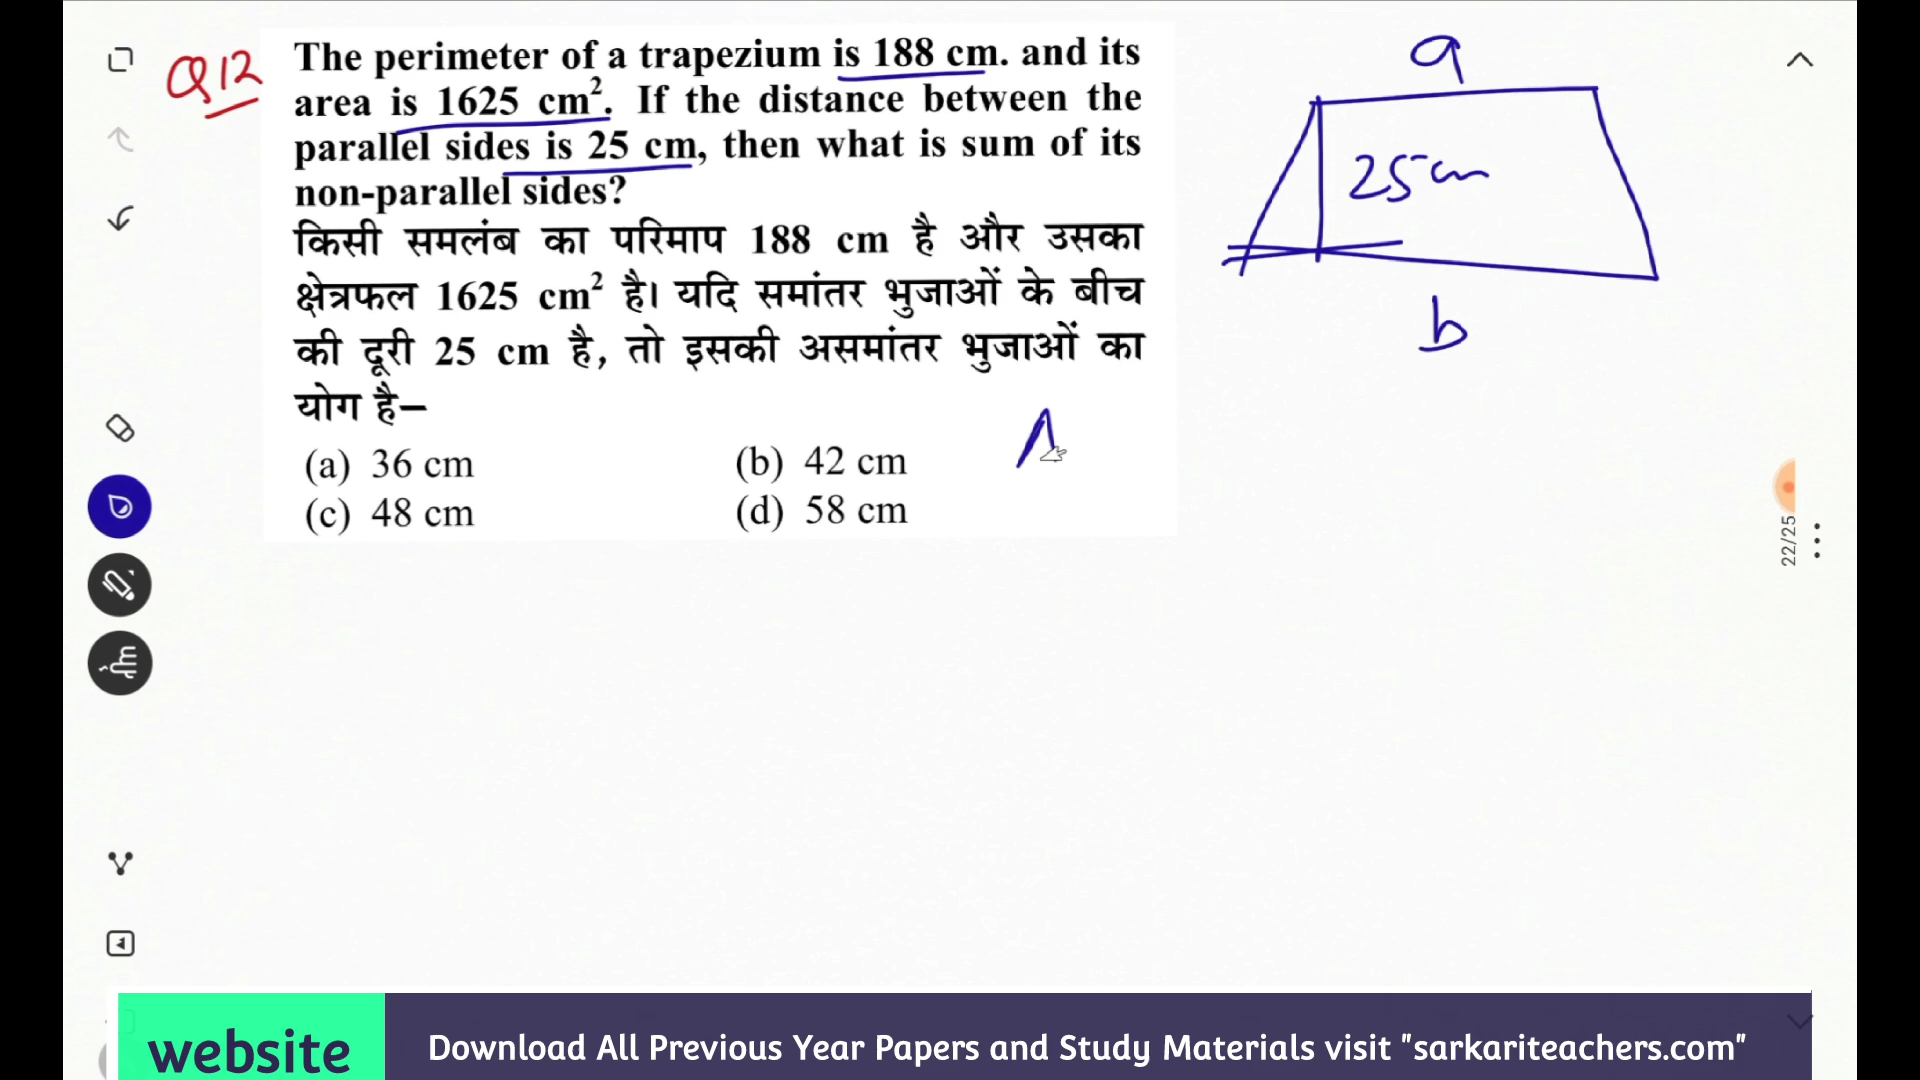 Q12
The perimeter of a trapezium is 188 cm. and its
area is 1625 cm². If the distance between the
parallel sides is 25 cm, then what is sum of its
non-parallel sides?
किसी समलंब का परिमाप 188 cm है और उसका
क्षेत्रफल 1625 cm² है। यदि समांतर भुजाओं के बीच
की दूरी 25 cm है, तो इसकी असमांतर भुजाओं का
योग है–
(a) 36 cm (b) 42 cm
(c) 48 cm (d) 58 cm
a
25cm
b
22/25
website
Download All Previous Year Papers and Study Materials visit "sarkariteachers.com"